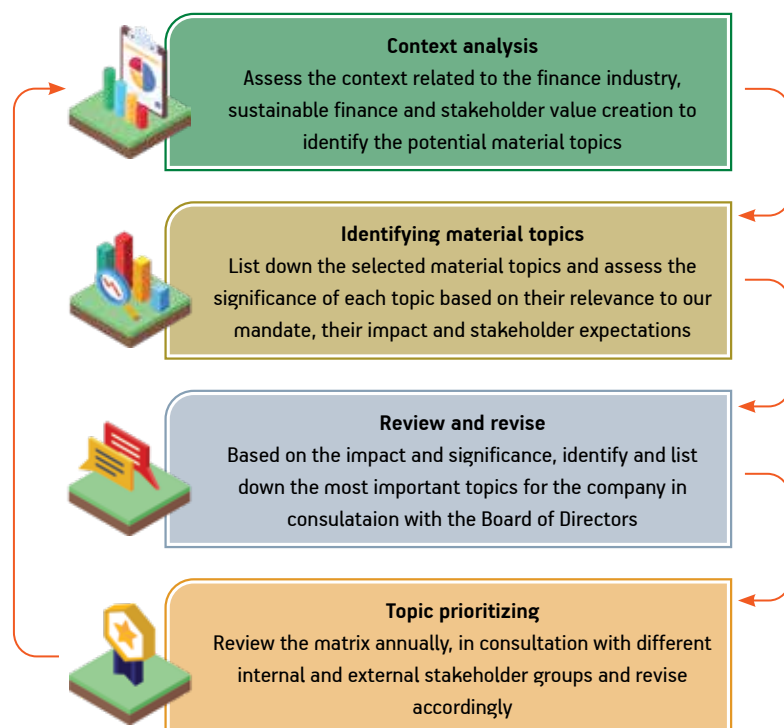 Context analysis
Assess the context related to the finance industry,
sustainable finance and stakeholder value creation to
identify the potential material topics
Identifying material topics
List down the selected material topics and assess the
significance of each topic based on their relevance to our
mandate, their impact and stakeholder expectations
Review and revise
Based on the impact and significance, identify and list
down the most important topics for the company in
consulataion with the Board of Directors
Topic prioritizing
Review the matrix annually, in consultation with different
internal and external stakeholder groups and revise
accordingly